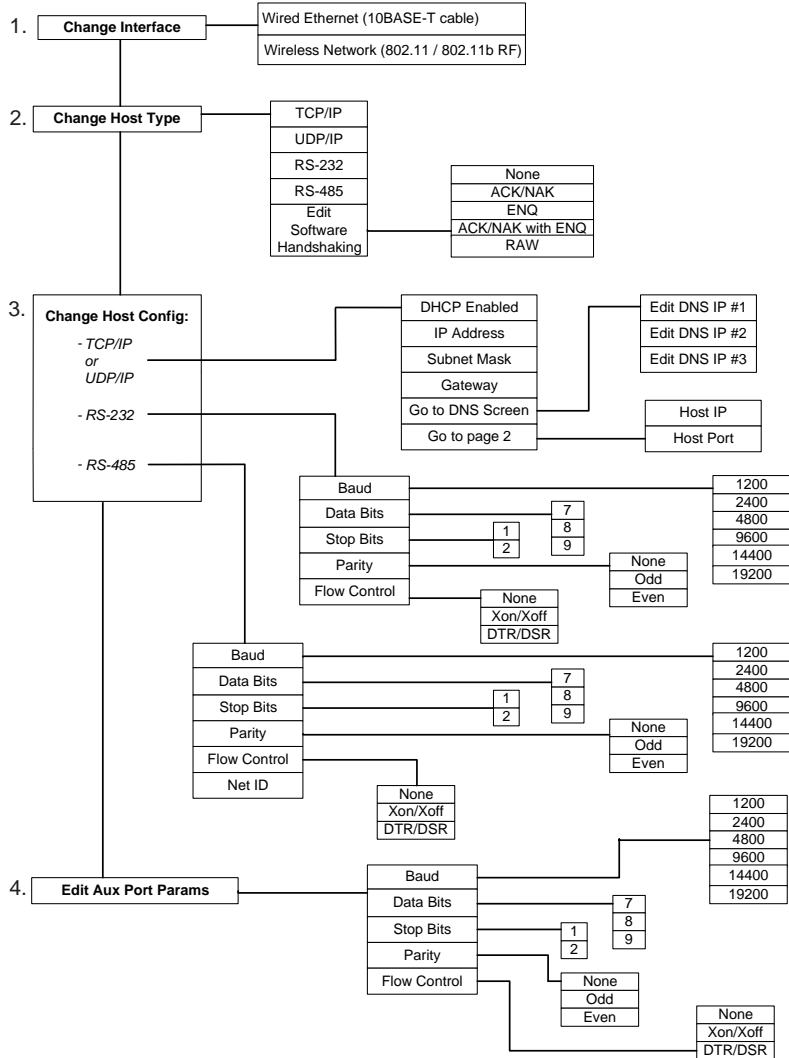 1.
Change Interface
Wired Ethernet (10BASE-T cable)
Wireless Network (802.11 / 802.11b RF)
2.
Change Host Type
TCP/IP
UDP/IP
RS-232
RS-485
Edit
Software
Handshaking
None
ACK/NAK
ENQ
ACK/NAK with ENQ
RAW
3.
Change Host Config:
- TCP/IP
or
UDP/IP
- RS-232
- RS-485
DHCP Enabled
IP Address
Subnet Mask
Gateway
Go to DNS Screen
Go to page 2
Edit DNS IP #1
Edit DNS IP #2
Edit DNS IP #3
Host IP
Host Port
Baud
Data Bits
Stop Bits
Parity
Flow Control
1200
2400
4800
9600
14400
19200
7
8
9
1
2
None
Odd
Even
None
Xon/Xoff
DTR/DSR
Baud
Data Bits
Stop Bits
Parity
Flow Control
Net ID
1200
2400
4800
9600
14400
19200
7
8
9
1
2
None
Odd
Even
None
Xon/Xoff
DTR/DSR
4.
Edit Aux Port Params
Baud
Data Bits
Stop Bits
Parity
Flow Control
1200
2400
4800
9600
14400
19200
7
8
9
1
2
None
Odd
Even
None
Xon/Xoff
DTR/DSR